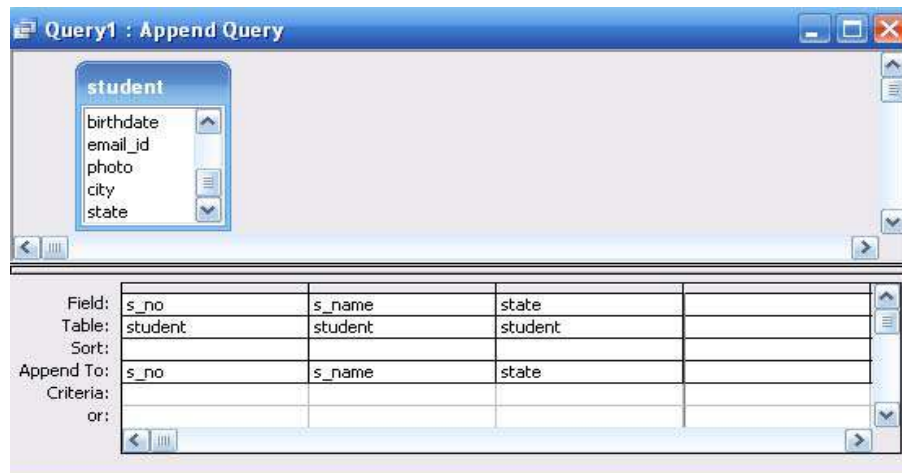 Query1 : Append Query
student
birthdate
email_id
photo
city
state
Field: s_no s_name state
Table: student student student
Sort:
Append To: s_no s_name state
Criteria:
or: